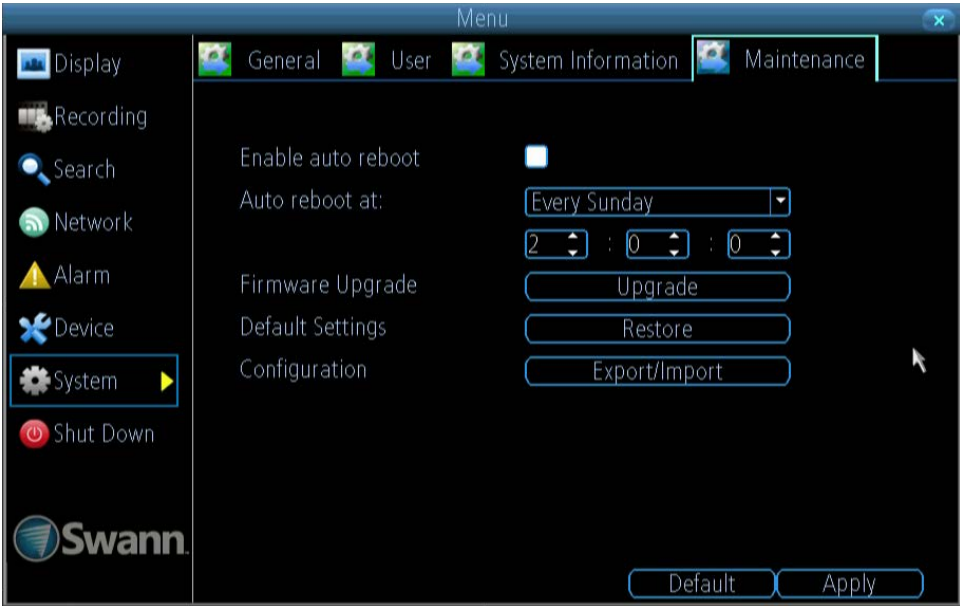 Menu
Display
Recording
Search
Network
Alarm
Device
System
Shut Down
Swann
General User System Information Maintenance
Enable auto reboot
Auto reboot at: Every Sunday
2 : 0 : 0
Firmware Upgrade Upgrade
Default Settings Restore
Configuration Export/Import
Default Apply